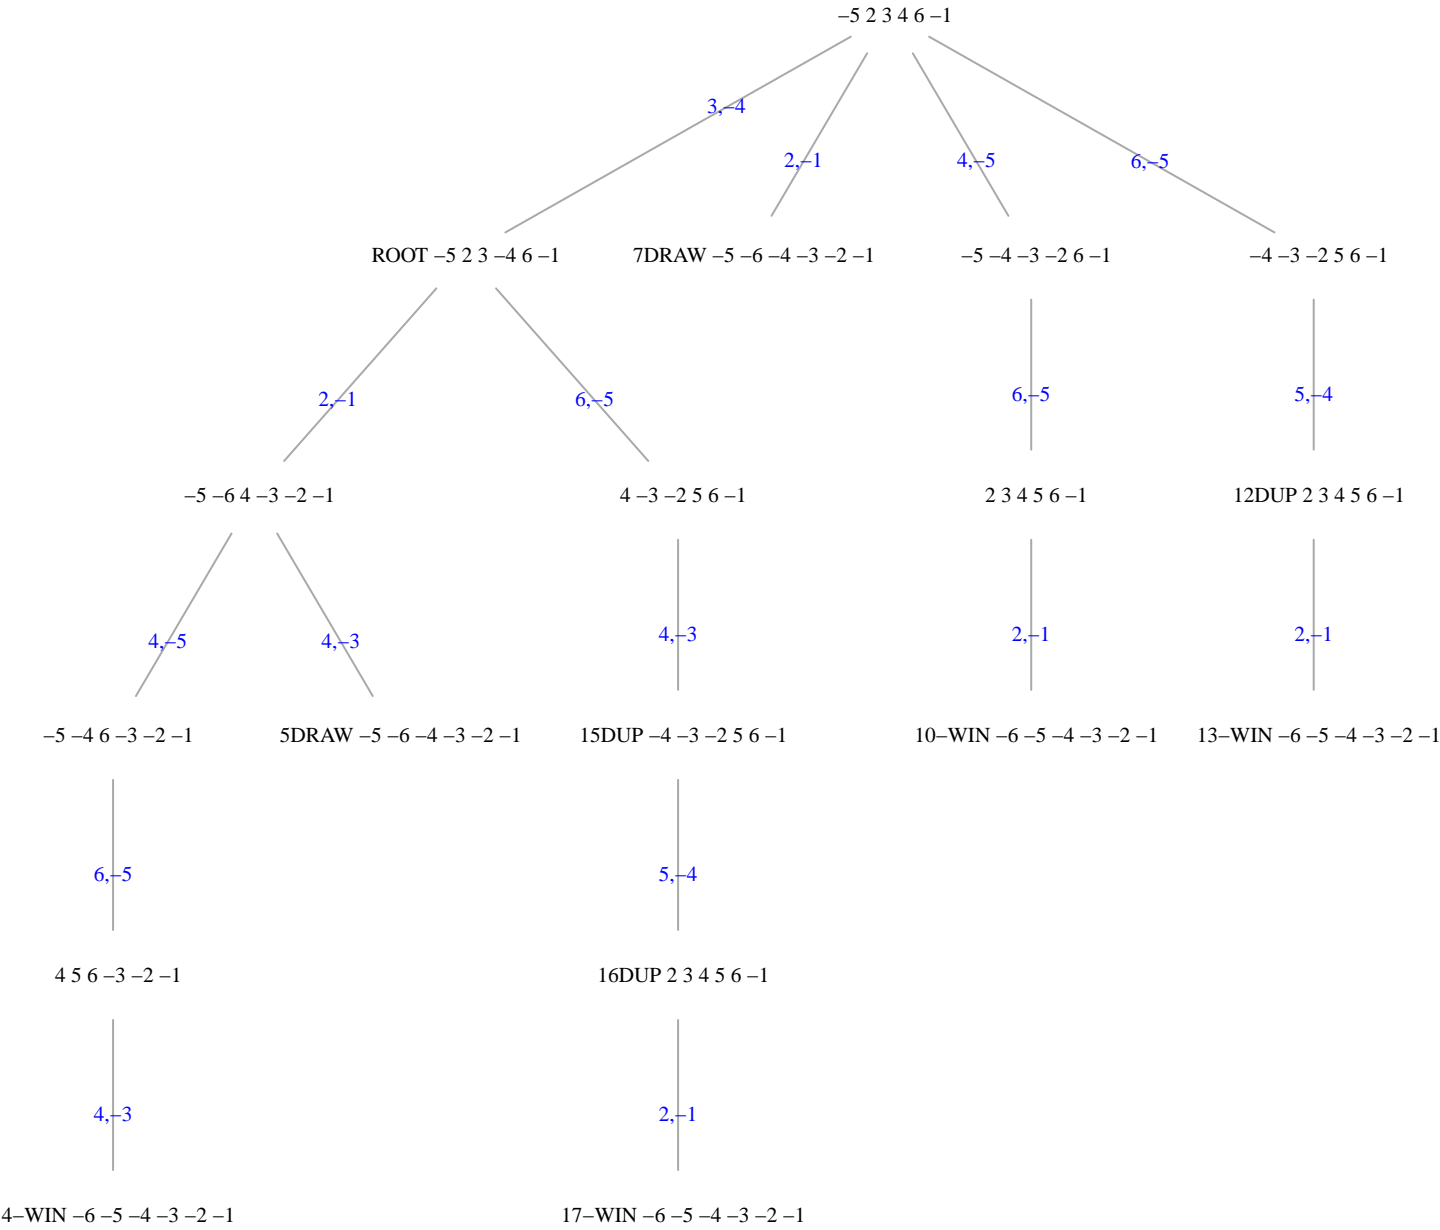 –5 2 3 4 6 –1
3,–4
2,–1
4,–5
6,–5
ROOT –5 2 3 –4 6 –1
7DRAW –5 –6 –4 –3 –2 –1
–5 –4 –3 –2 6 –1
–4 –3 –2 5 6 –1
2,–1
6,–5
6,–5
5,–4
–5 –6 4 –3 –2 –1
4 –3 –2 5 6 –1
2 3 4 5 6 –1
12DUP 2 3 4 5 6 –1
4,–5
4,–3
4,–3
2,–1
2,–1
–5 –4 6 –3 –2 –1
5DRAW –5 –6 –4 –3 –2 –1
15DUP –4 –3 –2 5 6 –1
10–WIN –6 –5 –4 –3 –2 –1
13–WIN –6 –5 –4 –3 –2 –1
6,–5
5,–4
4 5 6 –3 –2 –1
16DUP 2 3 4 5 6 –1
4,–3
2,–1
4–WIN –6 –5 –4 –3 –2 –1
17–WIN –6 –5 –4 –3 –2 –1